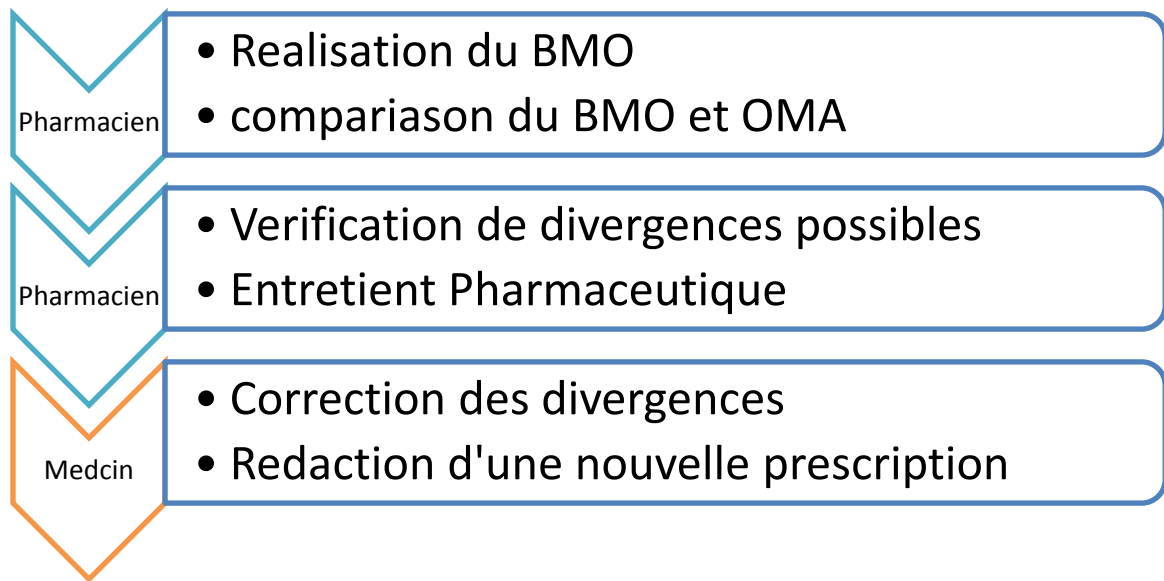 Pharmacien
• Realisation du BMO
• compariason du BMO et OMA
Pharmacien
• Verification de divergences possibles
• Entretient Pharmaceutique
Medcin
• Correction des divergences
• Redaction d'une nouvelle prescription